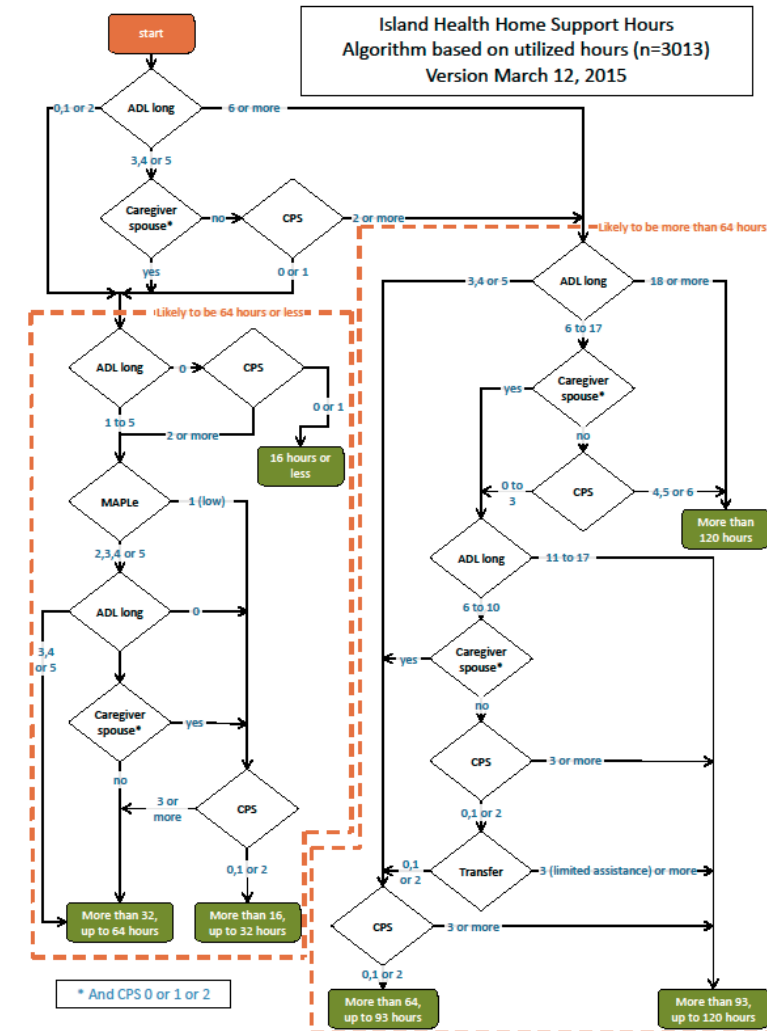 Island Health Home Support Hours
Algorithm based on utilized hours (n=3013)
Version March 12, 2015
start
ADL long
0,1 or 2
6 or more
3,4 or 5
Caregiver
spouse*
no
CPS
2 or more
yes
0 or 1
Likely to be more than 64 hours
ADL long
3,4 or 5
18 or more
6 to 17
Caregiver
spouse*
yes
no
CPS
0 to
3
4,5 or 6
More than
120 hours
ADL long
11 to 17
6 to 10
Caregiver
spouse*
yes
no
CPS
3 or more
0,1 or 2
Transfer
0,1
or 2
3 (limited assistance) or more
CPS
3 or more
0,1 or 2
More than 64,
up to 93 hours
More than 93,
up to 120 hours
Likely to be 64 hours or less
ADL long
0
CPS
0 or 1
1 to 5
2 or more
16 hours or
less
MAPLe
1 (low)
2,3,4 or 5
ADL long
0
3,4
or 5
Caregiver
spouse*
yes
no
CPS
3 or
more
0,1 or 2
More than 32,
up to 64 hours
More than 16,
up to 32 hours
* And CPS 0 or 1 or 2